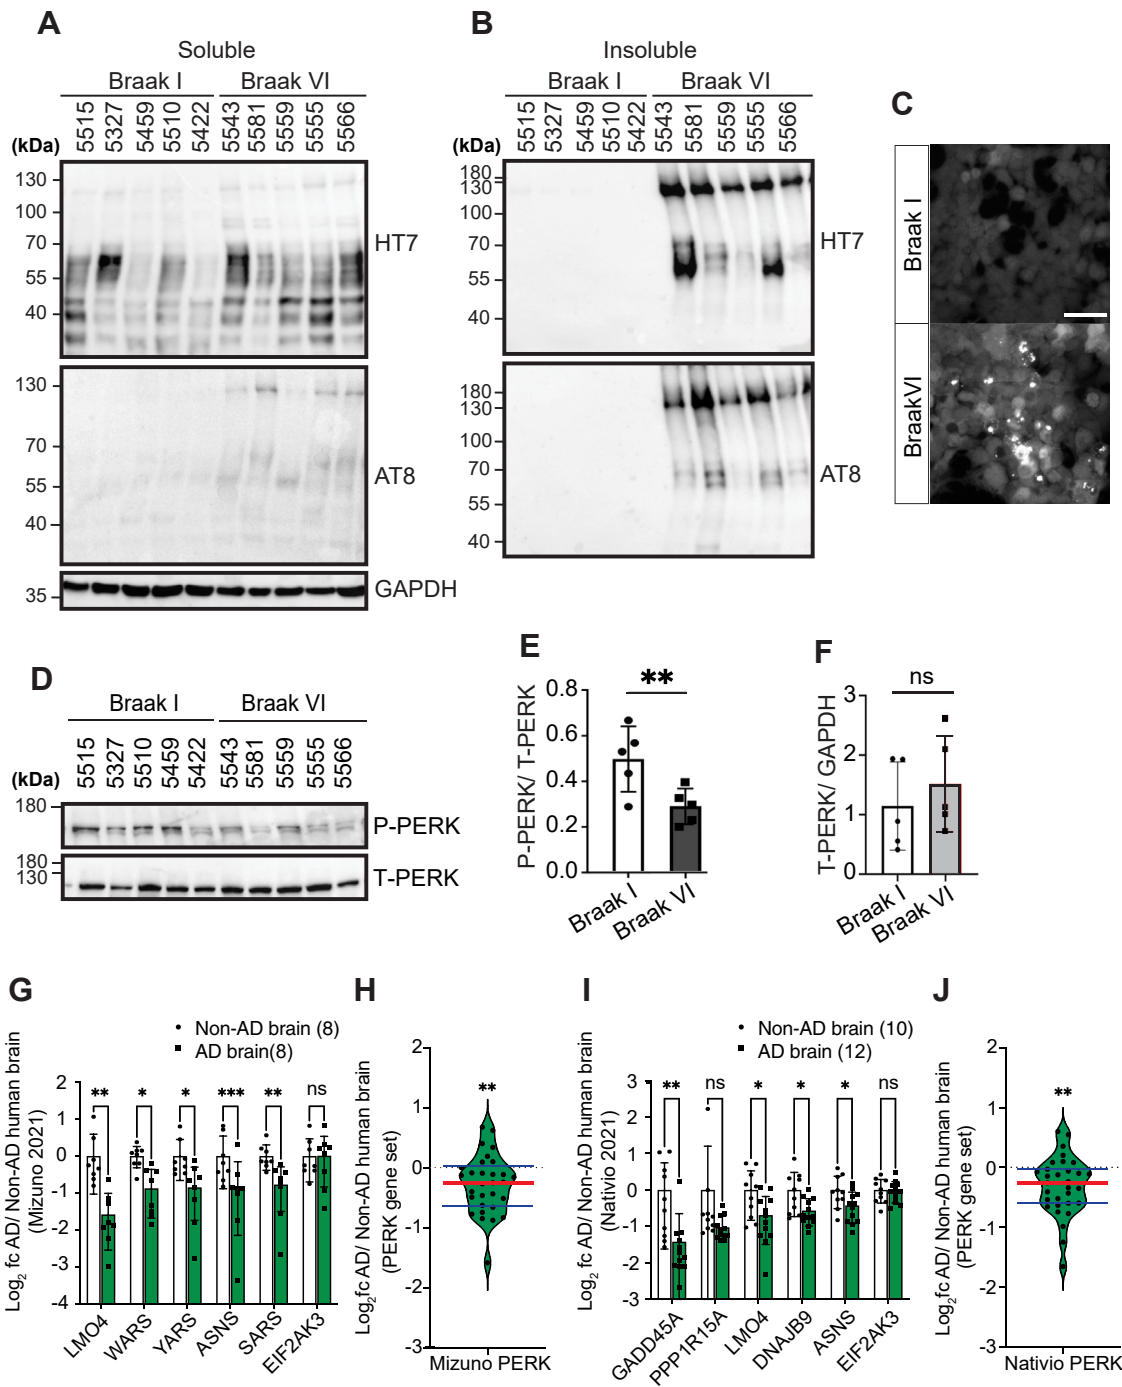 A
Soluble
Braak I
Braak VI
5515
5327
5459
5510
5422
5543
5581
5559
5555
5566
(kDa)
130
100
70
55
40
HT7
130
70
55
40
AT8
35
GAPDH
B
Insoluble
Braak I
Braak VI
5515
5327
5459
5510
5422
5543
5581
5559
5555
5566
(kDa)
180
130
100
70
55
40
HT7
180
130
100
70
55
40
AT8
C
Braak I
BraakVI
D
Braak I
Braak VI
5515
5327
5510
5459
5422
5543
5581
5559
5555
5566
(kDa)
180
P-PERK
180
130
T-PERK
E
P-PERK/ T-PERK
**
0.8
0.6
0.4
0.2
0.0
Braak I
Braak VI
F
T-PERK/ GAPDH
ns
3
2
1
0
Braak I
Braak VI
G
Log2 fc AD/ Non-AD human brain
(Mizuno 2021)
Non-AD brain (8)
AD brain(8)
2
1
0
-1
-2
-3
-4
** * * *** ** ns
LMO4
WARS
YARS
ASNS
SARS
EIF2AK3
H
Log2fc AD/ Non-AD human brain
(PERK gene set)
2
1
0
-1
-2
-3
**
Mizuno PERK
I
Log2 fc AD/ Non-AD human brain
(Nativio 2021)
Non-AD brain (10)
AD brain (12)
3
2
1
0
-1
-2
-3
** ns * * * ns
GADD45A
PPP1R15A
LMO4
DNAJB9
ASNS
EIF2AK3
J
Log2fc AD/ Non-AD human brain
(PERK gene set)
2
1
0
-1
-2
-3
**
Nativio PERK